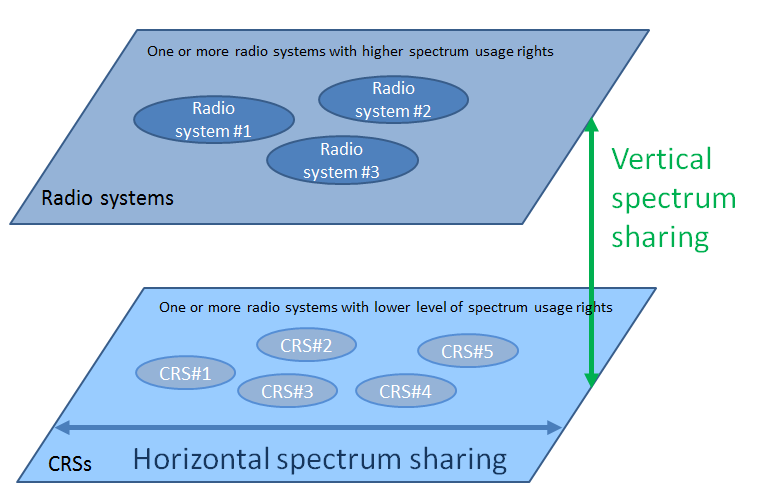 One or more radio systems with higher spectrum usage rights
Radio
system #1
Radio
system #2
Radio
system #3
Radio systems
Vertical
spectrum
sharing
One or more radio systems with lower level of spectrum usage rights
CRS#1
CRS#2
CRS#3
CRS#4
CRS#5
Horizontal spectrum sharing
CRSs